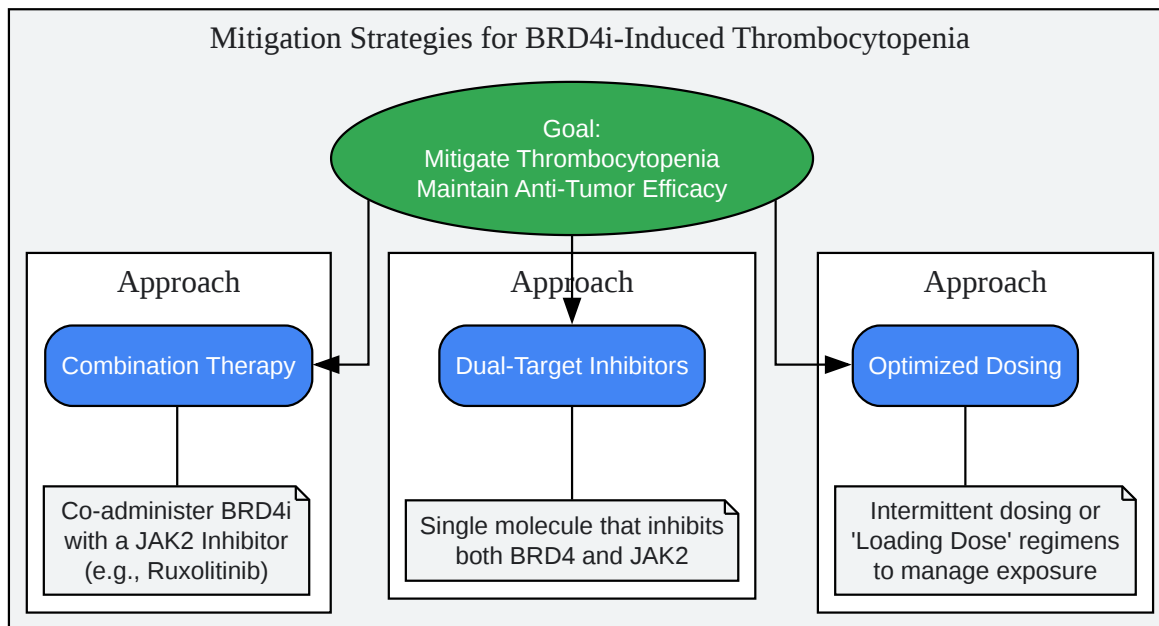 Mitigation Strategies for BRD4i-Induced Thrombocytopenia
Goal:
Mitigate Thrombocytopenia
Maintain Anti-Tumor Efficacy
Approach
Combination Therapy
Co-administer BRD4i
with a JAK2 Inhibitor
(e.g., Ruxolitinib)
Approach
Dual-Target Inhibitors
Single molecule that inhibits
both BRD4 and JAK2
Approach
Optimized Dosing
Intermittent dosing or
'Loading Dose' regimens
to manage exposure